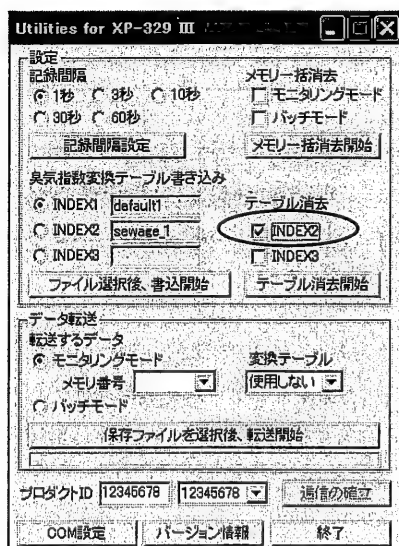 Utilities for XP-329 III
設定
記録間隔
1秒 3秒 10秒
30秒 60秒
記録間隔設定
メモリ一括消去
モニタリングモード
バッチモード
メモリ一括消去開始
臭気指数変換テーブル書き込み
INDEX1 default1
INDEX2 sewage_1
INDEX3
ファイル選択後、書込開始
テーブル消去
INDEX2
INDEX3
テーブル消去開始
データ転送
転送するデータ
モニタリングモード
メモリ番号
バッチモード
変換テーブル
使用しない
保存ファイルを選択後、転送開始
プロダクトID 12345678 12345678 通信の確立
COM設定 バージョン情報 終了